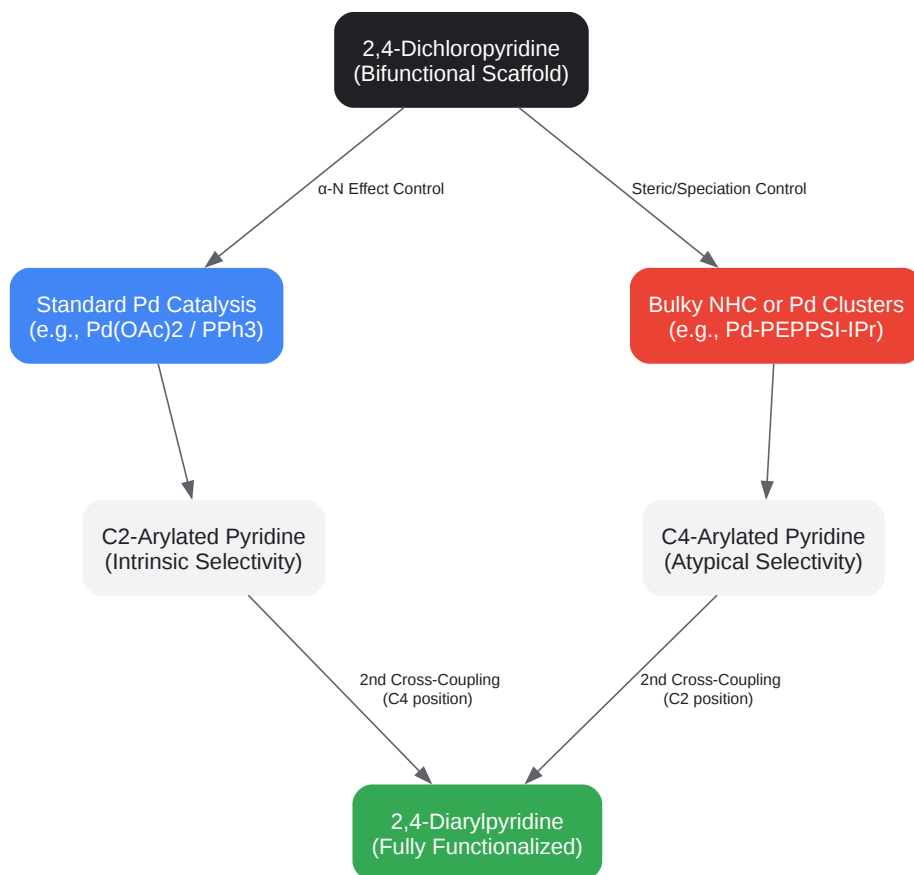 2,4-Dichloropyridine
(Bifunctional Scaffold)
α-N Effect Control
Steric/Speciation Control
Standard Pd Catalysis
(e.g., Pd(OAc)2 / PPh3)
Bulky NHC or Pd Clusters
(e.g., Pd-PEPPSI-IPr)
C2-Arylated Pyridine
(Intrinsic Selectivity)
C4-Arylated Pyridine
(Atypical Selectivity)
2nd Cross-Coupling
(C4 position)
2nd Cross-Coupling
(C2 position)
2,4-Diarylpyridine
(Fully Functionalized)